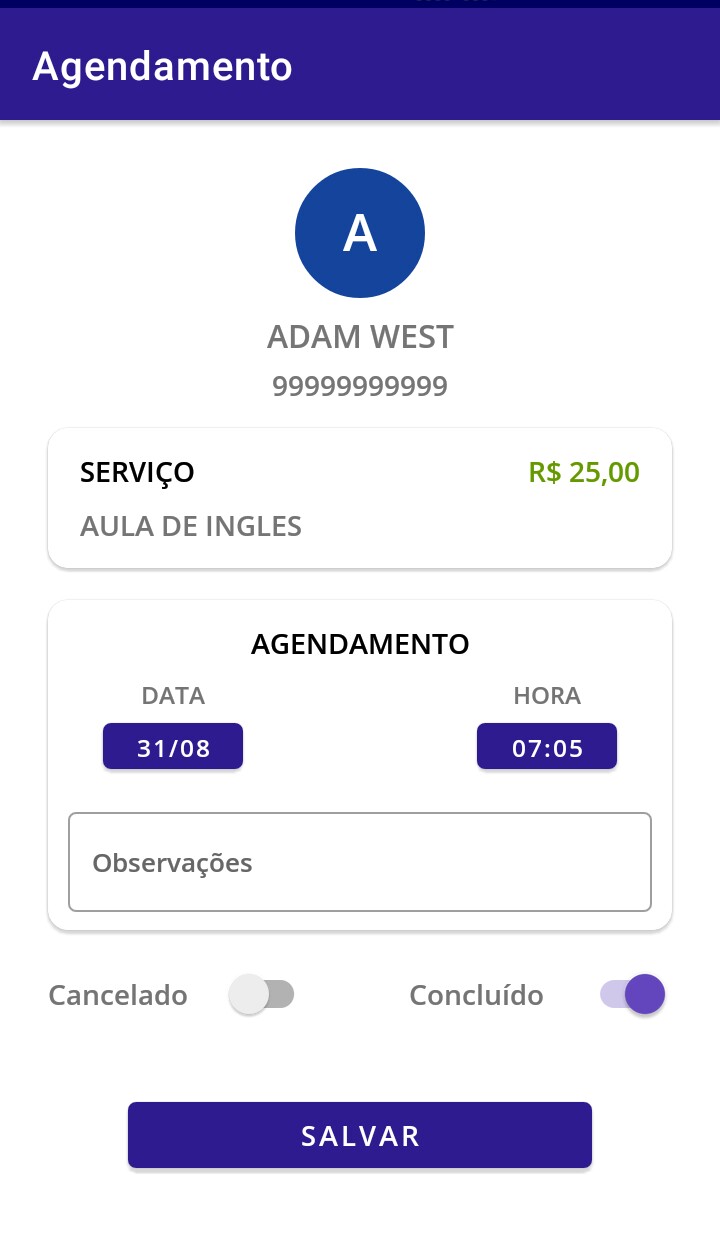 Agendamento
A
ADAM WEST
99999999999
SERVIÇO R$ 25,00
AULA DE INGLES
AGENDAMENTO
DATA HORA
31/08 07:05
Observações
Cancelado Concluído
SALVAR